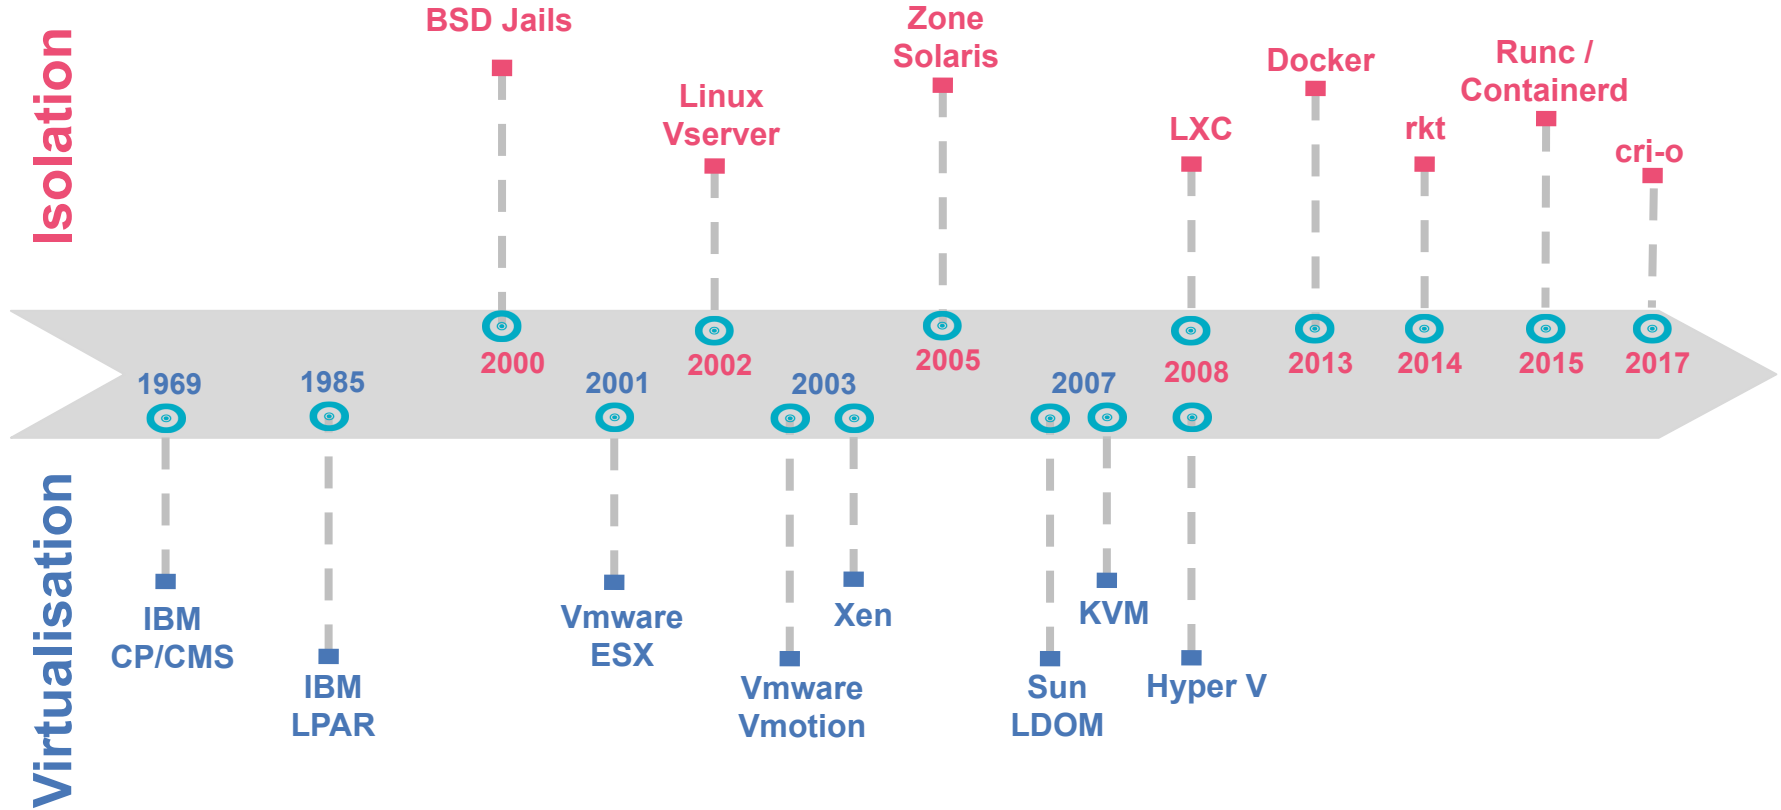 Isolation
BSD Jails
Linux
Vserver
Zone
Solaris
LXC
Docker
rkt
Runc /
Containerd
cri-o
2000
2002
2005
2008
2013
2014
2015
2017
1969
1985
2001
2003
2007
Virtualisation
IBM
CP/CMS
IBM
LPAR
Vmware
ESX
Vmware
Vmotion
Xen
Sun
LDOM
KVM
Hyper V